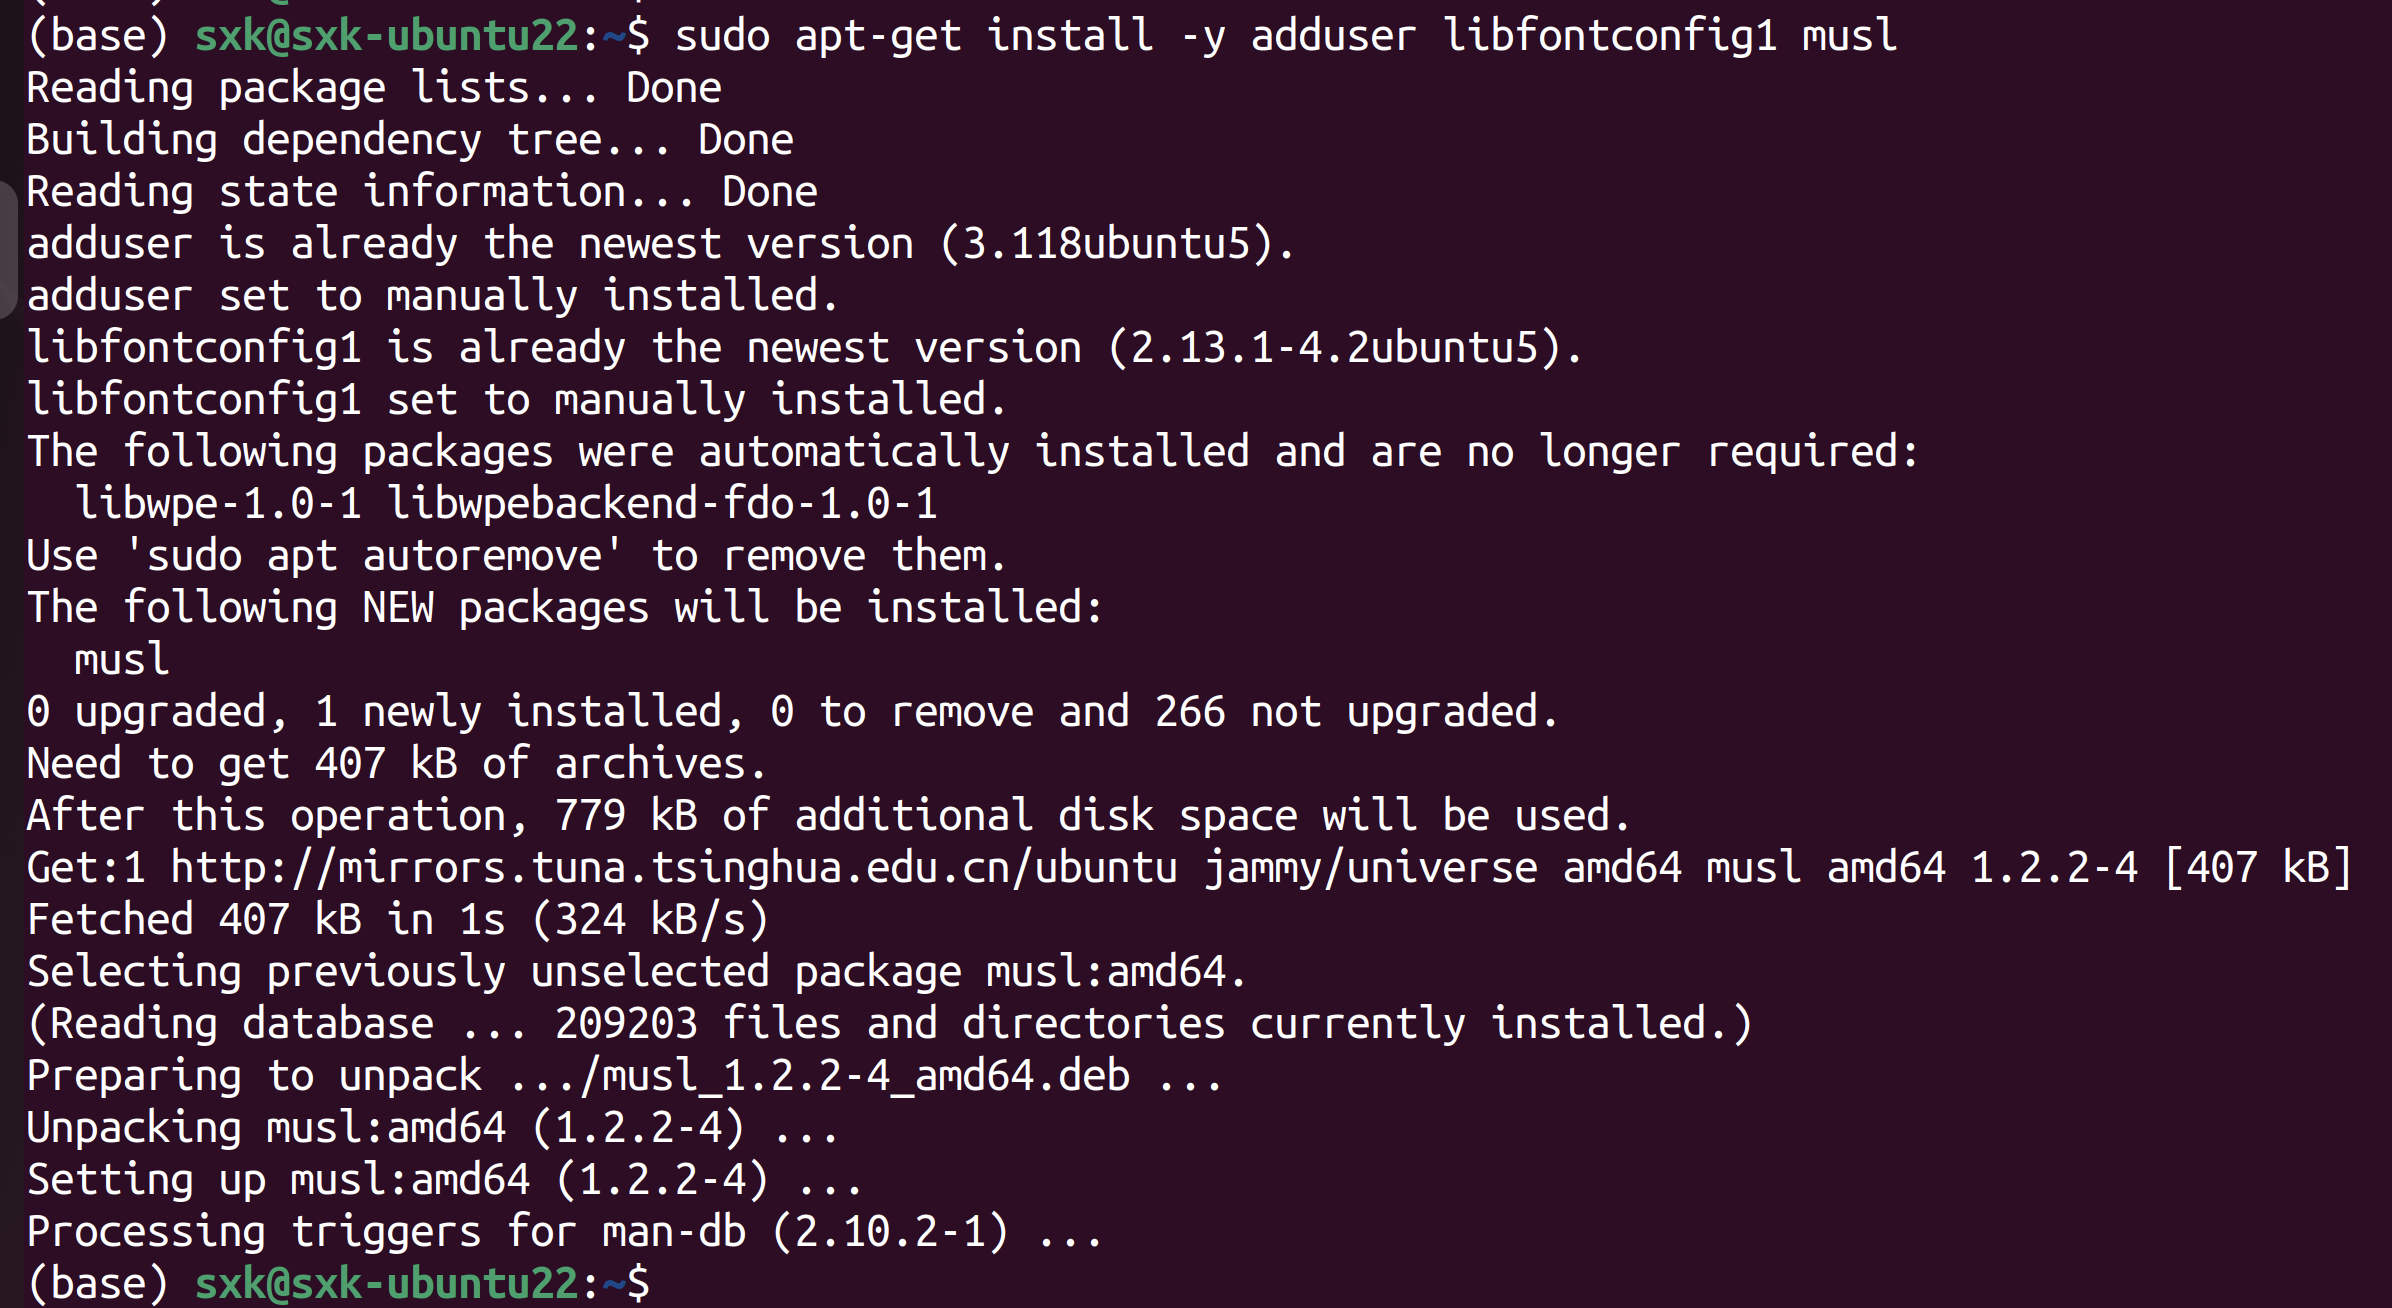 (base) sxk@sxk-ubuntu22:~$ sudo apt-get install -y adduser libfontconfig1 musl
Reading package lists... Done
Building dependency tree... Done
Reading state information... Done
adduser is already the newest version (3.118ubuntu5).
adduser set to manually installed.
libfontconfig1 is already the newest version (2.13.1-4.2ubuntu5).
libfontconfig1 set to manually installed.
The following packages were automatically installed and are no longer required:
  libwpe-1.0-1 libwpebackend-fdo-1.0-1
Use 'sudo apt autoremove' to remove them.
The following NEW packages will be installed:
  musl
0 upgraded, 1 newly installed, 0 to remove and 266 not upgraded.
Need to get 407 kB of archives.
After this operation, 779 kB of additional disk space will be used.
Get:1 http://mirrors.tuna.tsinghua.edu.cn/ubuntu jammy/universe amd64 musl amd64 1.2.2-4 [407 kB]
Fetched 407 kB in 1s (324 kB/s)
Selecting previously unselected package musl:amd64.
(Reading database ... 209203 files and directories currently installed.)
Preparing to unpack .../musl_1.2.2-4_amd64.deb ...
Unpacking musl:amd64 (1.2.2-4) ...
Setting up musl:amd64 (1.2.2-4) ...
Processing triggers for man-db (2.10.2-1) ...
(base) sxk@sxk-ubuntu22:~$